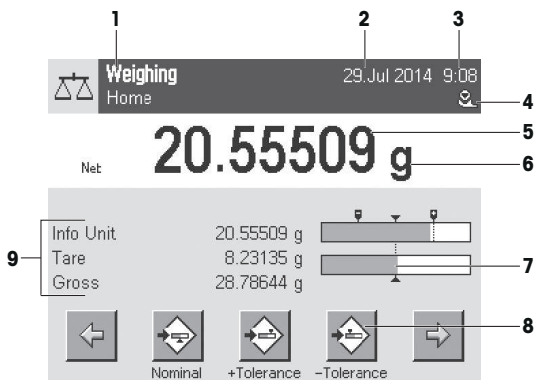 1 2 3
Weighing 29.Jul 2014 9:08
Home
4
5
Net 20.55509 g
6
Info Unit 20.55509 g
9 Tare 8.23135 g 7
Gross 28.78644 g
8
Nominal +Tolerance −Tolerance